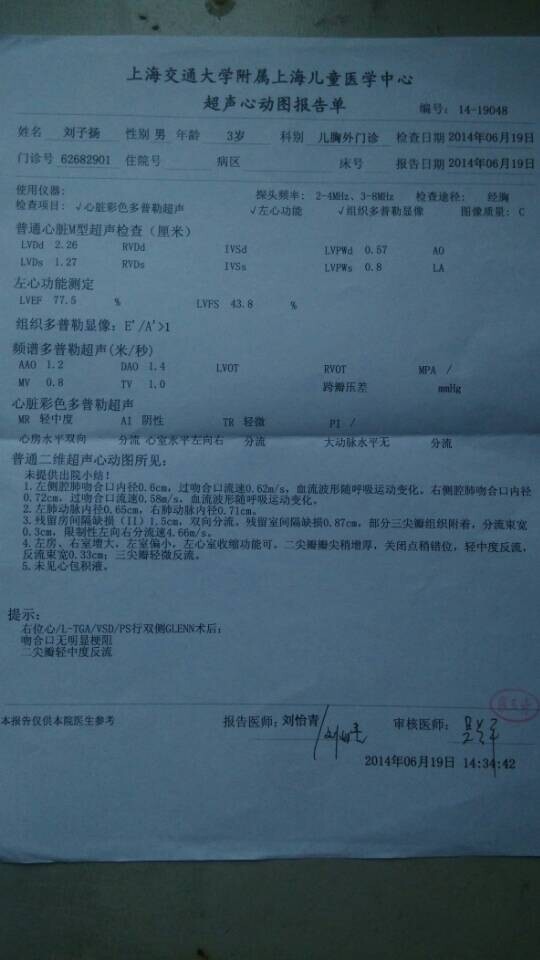 上海交通大学附属上海儿童医学中心
超声心动图报告单
编号: 14-19048
姓名 刘子扬 性别 男 年龄 3岁 科别 儿胸外门诊 检查日期 2014年06月19日
门诊号 62682901 住院号 病区 床号 报告日期 2014年06月19日
使用仪器: 探头频率: 2-4MHz、3-8MHz 检查途径: 经胸
检查项目: √心脏彩色多普勒超声 √左心功能 √组织多普勒显像 图像质量: C
普通心脏M型超声检查(厘米)
LVDd 2.26 RVDd IVSd LVPWd 0.57 AO
LVDs 1.27 RVDs IVSs LVPWs 0.8 LA
左心功能测定
LVEF 77.5 % LVFS 43.8 %
组织多普勒显像: E'/A'>1
频谱多普勒超声(米/秒)
AAO 1.2 DAO 1.4 LVOT RVOT MPA /
MV 0.8 TV 1.0 跨瓣压差 mmHg
心脏彩色多普勒超声
MR 轻中度 AI 阴性 TR 轻微 PI /
心房水平双向 分流 心室水平左向右 分流 大动脉水平无 分流
普通二维超声心动图所见:
未提供出院小结!
1.左侧腔肺吻合口内径0.6cm, 过吻合口流速0.62m/s, 血流波形随呼吸运动变化。右侧腔肺吻合口内径
0.72cm, 过流速0.58m/s, 血流波形随呼吸运动变化。
2.左肺动脉内径0.65cm, 右肺动脉内径0.71cm。
3.残留房间隔缺损(II)1.5cm, 双向分流。残留室间隔缺损0.87cm, 部分三尖瓣组织附着, 分流束宽
0.3cm, 限制性左向右分流速4.66m/s。
4.左房、右室增大, 左室偏小, 左心室收缩功能可。二尖瓣瓣尖稍增厚, 关闭点稍错位, 轻中度反流,
反流束宽0.33cm; 三尖瓣轻微反流。
5.未见心包积液。
提示:
右位心/L-TGA/VSD/PS行双侧GLENN术后:
吻合口无明显梗阻
二尖瓣轻中度反流
本报告仅供本院医生参考 报告医师: 刘怡青 审核医师:
2014年06月19日 14:34:42